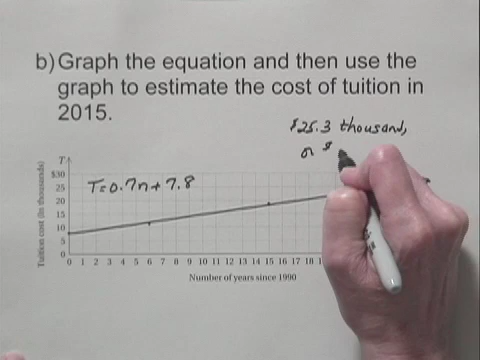 b) Graph the equation and then use the
graph to estimate the cost of tuition in
2015.
$25.3 thousand,
or $
T
T=0.7n+7.8
$30
25
20
15
10
5
0
Tuition cost (in thousands)
0 1 2 3 4 5 6 7 8 9 10 11 12 13 14 15 16 17 18
Number of years since 1990